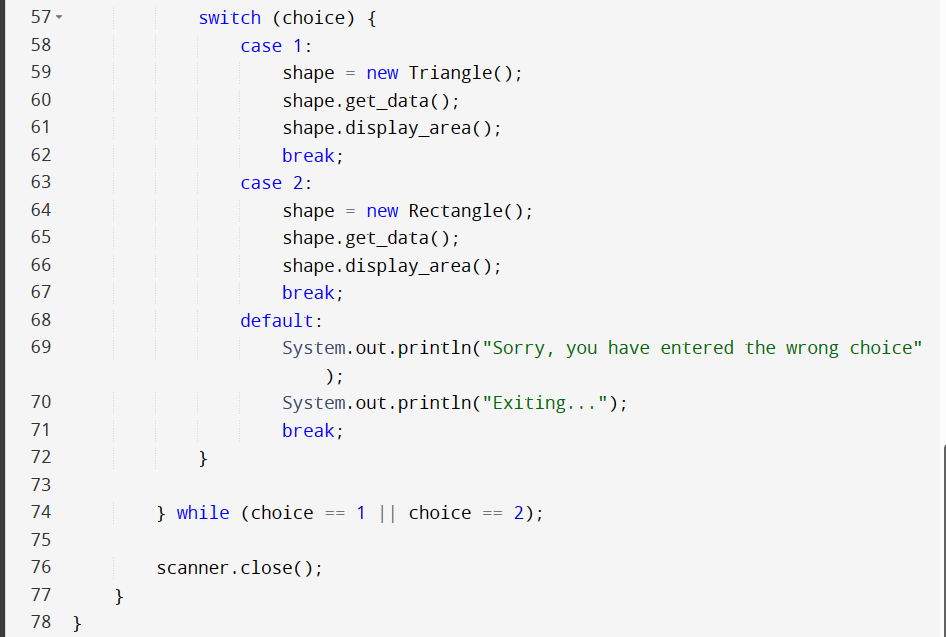 57 switch (choice) {
58 case 1:
59 shape = new Triangle();
60 shape.get_data();
61 shape.display_area();
62 break;
63 case 2:
64 shape = new Rectangle();
65 shape.get_data();
66 shape.display_area();
67 break;
68 default:
69 System.out.println("Sorry, you have entered the wrong choice"
);
70 System.out.println("Exiting...");
71 break;
72 }
73
74 } while (choice == 1 || choice == 2);
75
76 scanner.close();
77 }
78 }